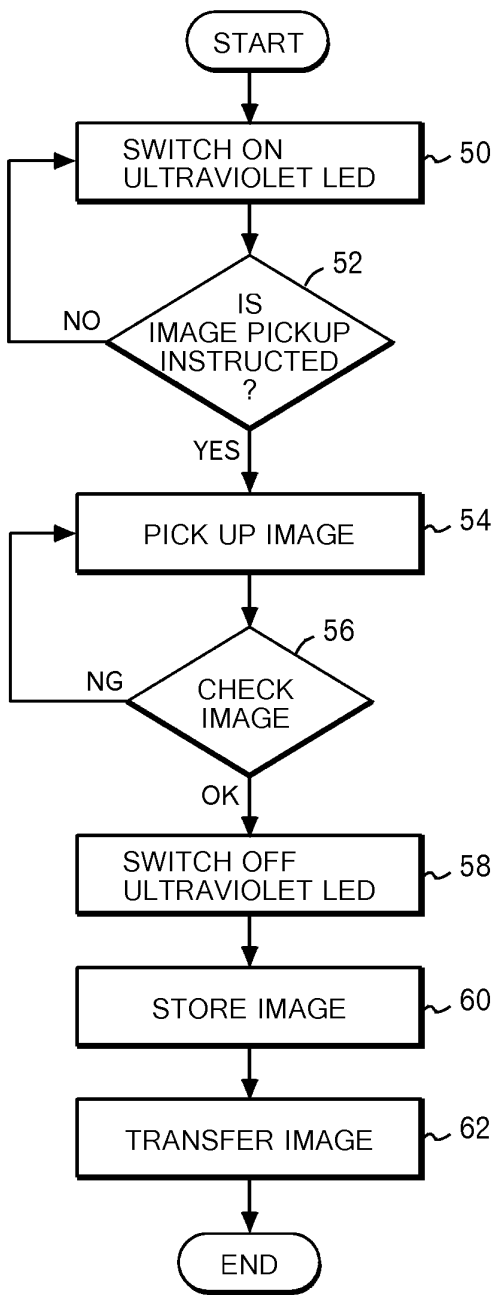 START
SWITCH ON
ULTRAVIOLET LED
50
52
IS
IMAGE PICKUP
INSTRUCTED
?
NO
YES
PICK UP IMAGE
54
56
CHECK
IMAGE
NG
OK
SWITCH OFF
ULTRAVIOLET LED
58
STORE IMAGE
60
TRANSFER IMAGE
62
END